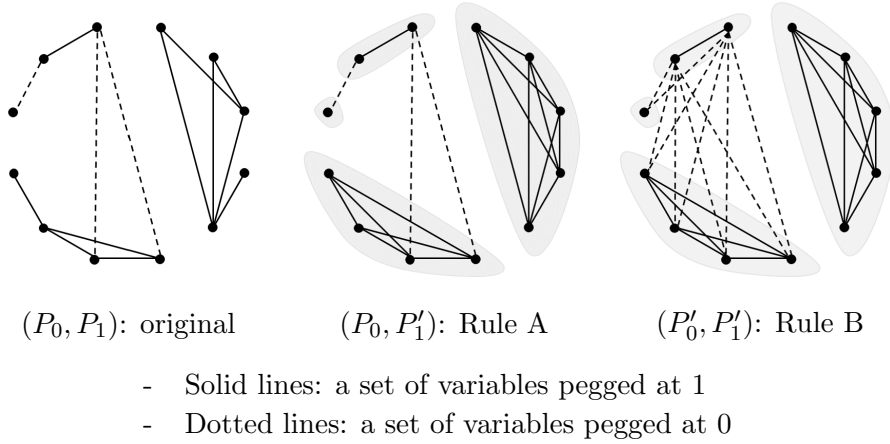 (P₀, P₁): original
(P₀, P₁′): Rule A
(P₀′, P₁′): Rule B
- Solid lines: a set of variables pegged at 1
- Dotted lines: a set of variables pegged at 0